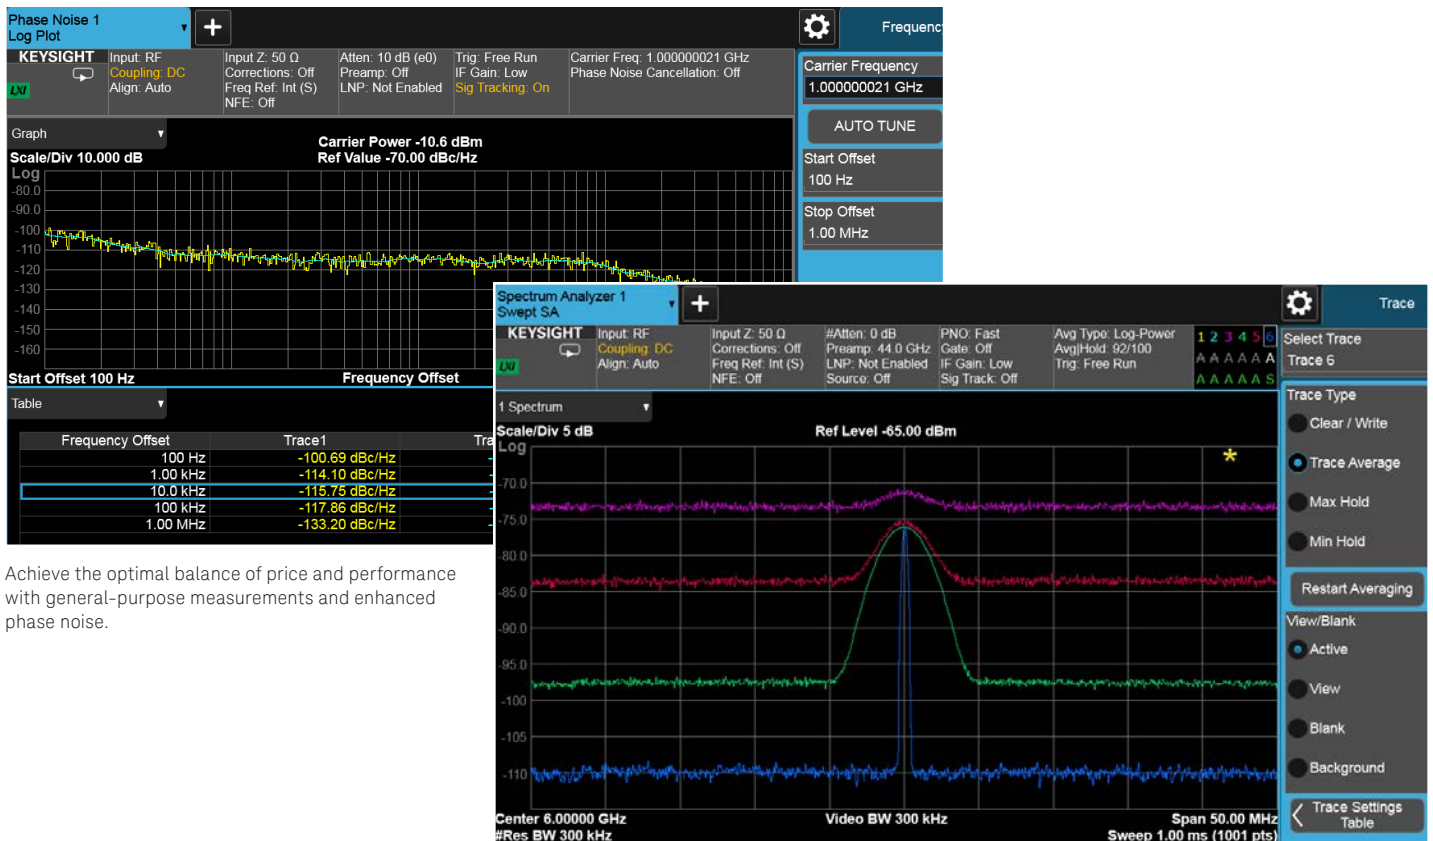 Phase Noise 1
Log Plot
Frequenc
KEYSIGHT
LXI
Input: RF
Coupling: DC
Align: Auto
Input Z: 50 Ω
Corrections: Off
Freq Ref: Int (S)
NFE: Off
Atten: 10 dB (e0)
Preamp: Off
LNP: Not Enabled
Trig: Free Run
IF Gain: Low
Sig Tracking: On
Carrier Freq: 1.000000021 GHz
Phase Noise Cancellation: Off
Carrier Frequency
1.000000021 GHz
AUTO TUNE
Start Offset
100 Hz
Stop Offset
1.00 MHz
Graph
Scale/Div 10.000 dB
Carrier Power -10.6 dBm
Ref Value -70.00 dBc/Hz
Log
-80.0
-90.0
-100
-110
-120
-130
-140
-150
-160
Start Offset 100 Hz
Frequency Offset
Table
Frequency Offset Trace1 Tra
100 Hz -100.69 dBc/Hz -
1.00 kHz -114.10 dBc/Hz -
10.0 kHz -115.75 dBc/Hz -
100 kHz -117.86 dBc/Hz -
1.00 MHz -133.20 dBc/Hz -
Achieve the optimal balance of price and performance
with general-purpose measurements and enhanced
phase noise.
Spectrum Analyzer 1
Swept SA
Trace
KEYSIGHT
LXI
Input: RF
Coupling: DC
Align: Auto
Input Z: 50 Ω
Corrections: Off
Freq Ref: Int (S)
NFE: Off
#Atten: 0 dB
Preamp: 44.0 GHz
LNP: Not Enabled
Source: Off
PNO: Fast
Gate: Off
IF Gain: Low
Sig Track: Off
Avg Type: Log-Power
Avg|Hold: 92/100
Trig: Free Run
1 2 3 4 5 6
A A A A A A
A A A A A S
Select Trace
Trace 6
Trace Type
Clear / Write
Trace Average
Max Hold
Min Hold
Restart Averaging
View/Blank
Active
View
Blank
Background
Trace Settings
Table
1 Spectrum
Scale/Div 5 dB
Ref Level -65.00 dBm
Log
-70.0
-75.0
-80.0
-85.0
-90.0
-95.0
-100
-105
-110
Center 6.00000 GHz
Video BW 300 kHz
Span 50.00 MHz
#Res BW 300 kHz
Sweep 1.00 ms (1001 pts)